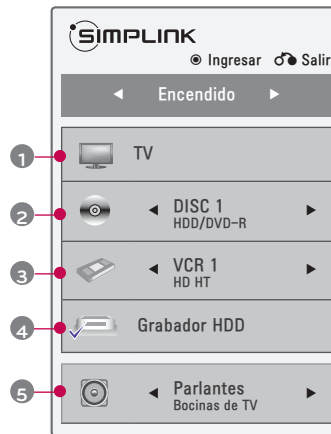 SIMPLINK
Ingresar Salir
Encendido
1 TV
2 DISC 1
HDD/DVD-R
3 VCR 1
HD HT
4 Grabador HDD
5 Parlantes
Bocinas de TV